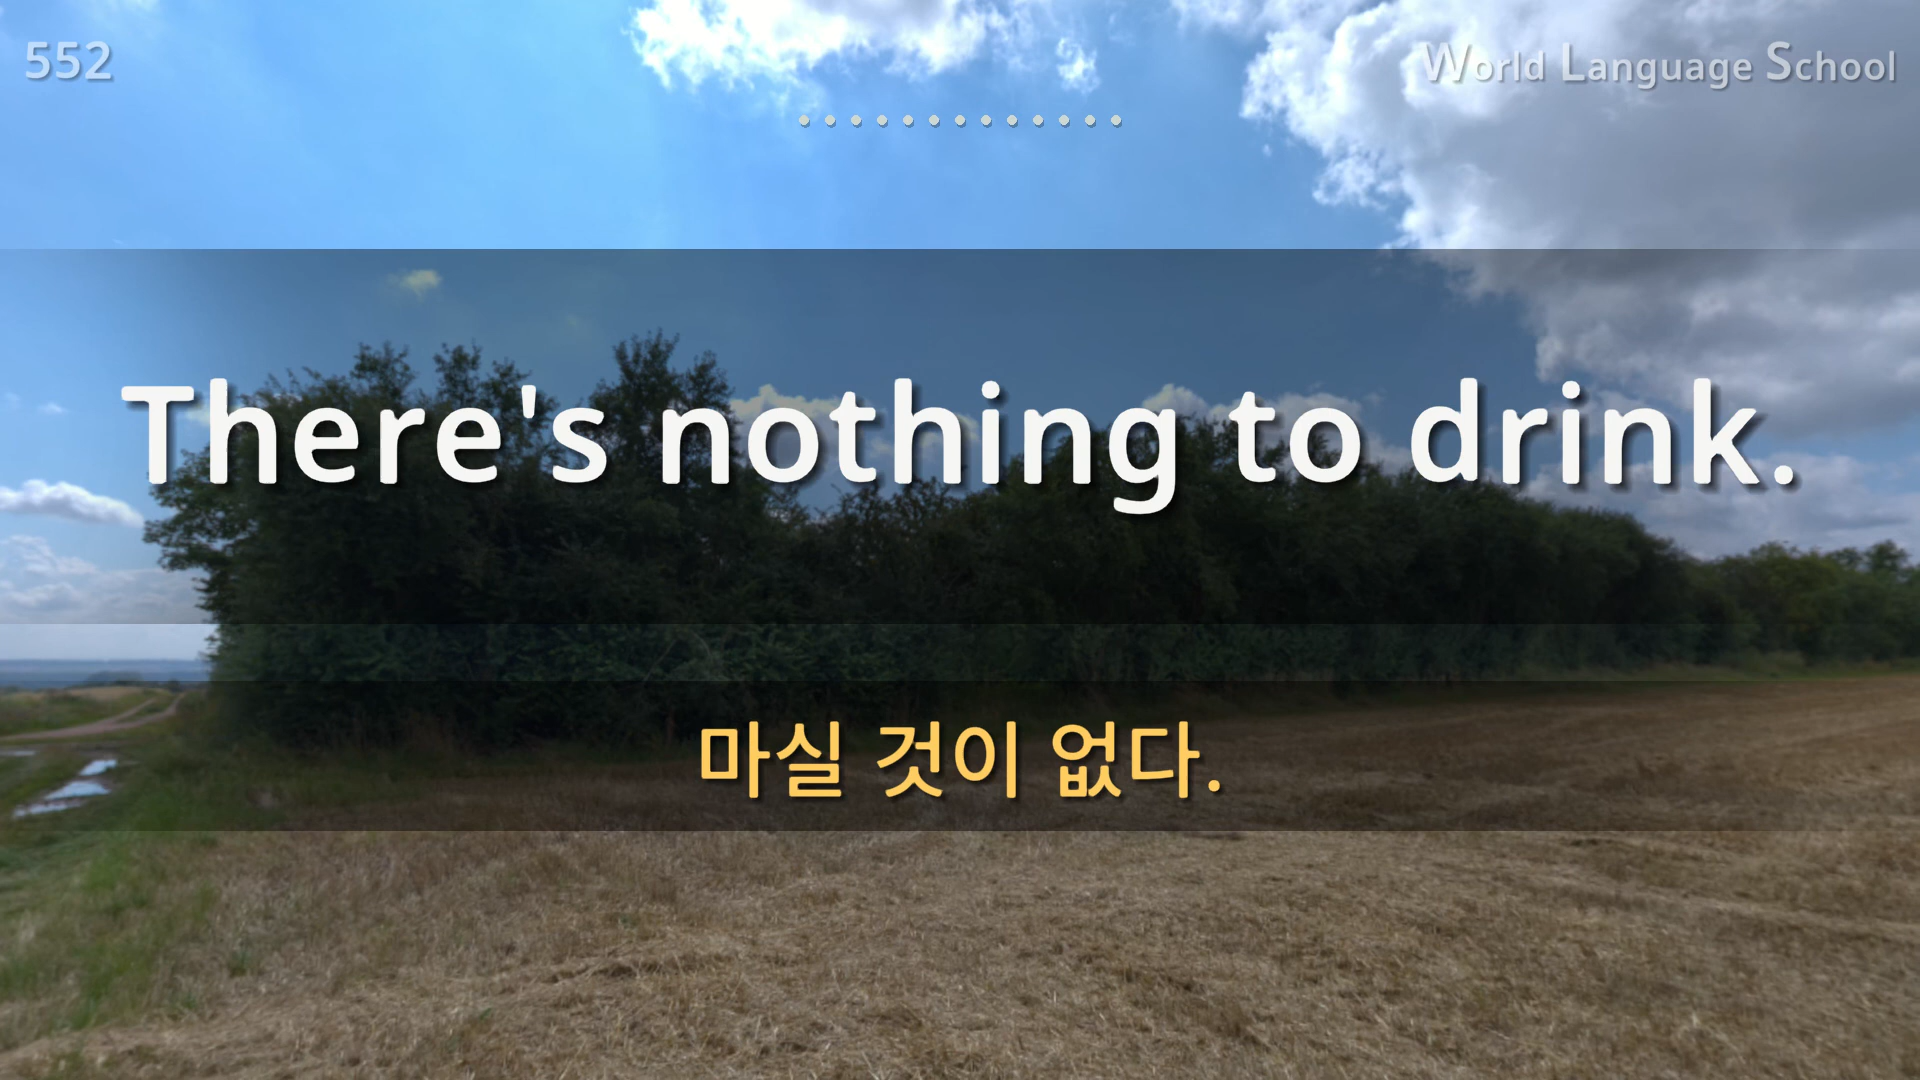 552
World Language School
There's nothing to drink.
마실 것이 없다.